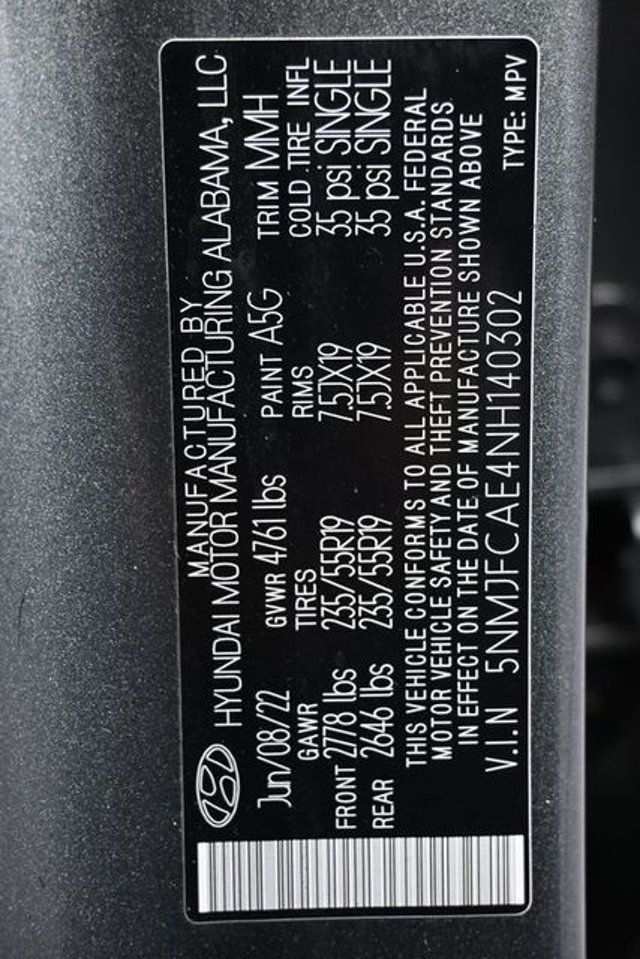 MANUFACTURED BY
HYUNDAI MOTOR MANUFACTURING ALABAMA, LLC
Jun/08/22 GVWR 4761 lbs PAINT A5G TRIM MMH
GAWR TIRES RIMS COLD TIRE INFL
FRONT 2778 lbs 235/55R19 7.5JX19 35 psi SINGLE
REAR 2646 lbs 235/55R19 7.5JX19 35 psi SINGLE
THIS VEHICLE CONFORMS TO ALL APPLICABLE U.S.A. FEDERAL
MOTOR VEHICLE SAFETY AND THEFT PREVENTION STANDARDS
IN EFFECT ON THE DATE OF MANUFACTURE SHOWN ABOVE
V.I.N 5NMJFCAE4NH140302 TYPE: MPV